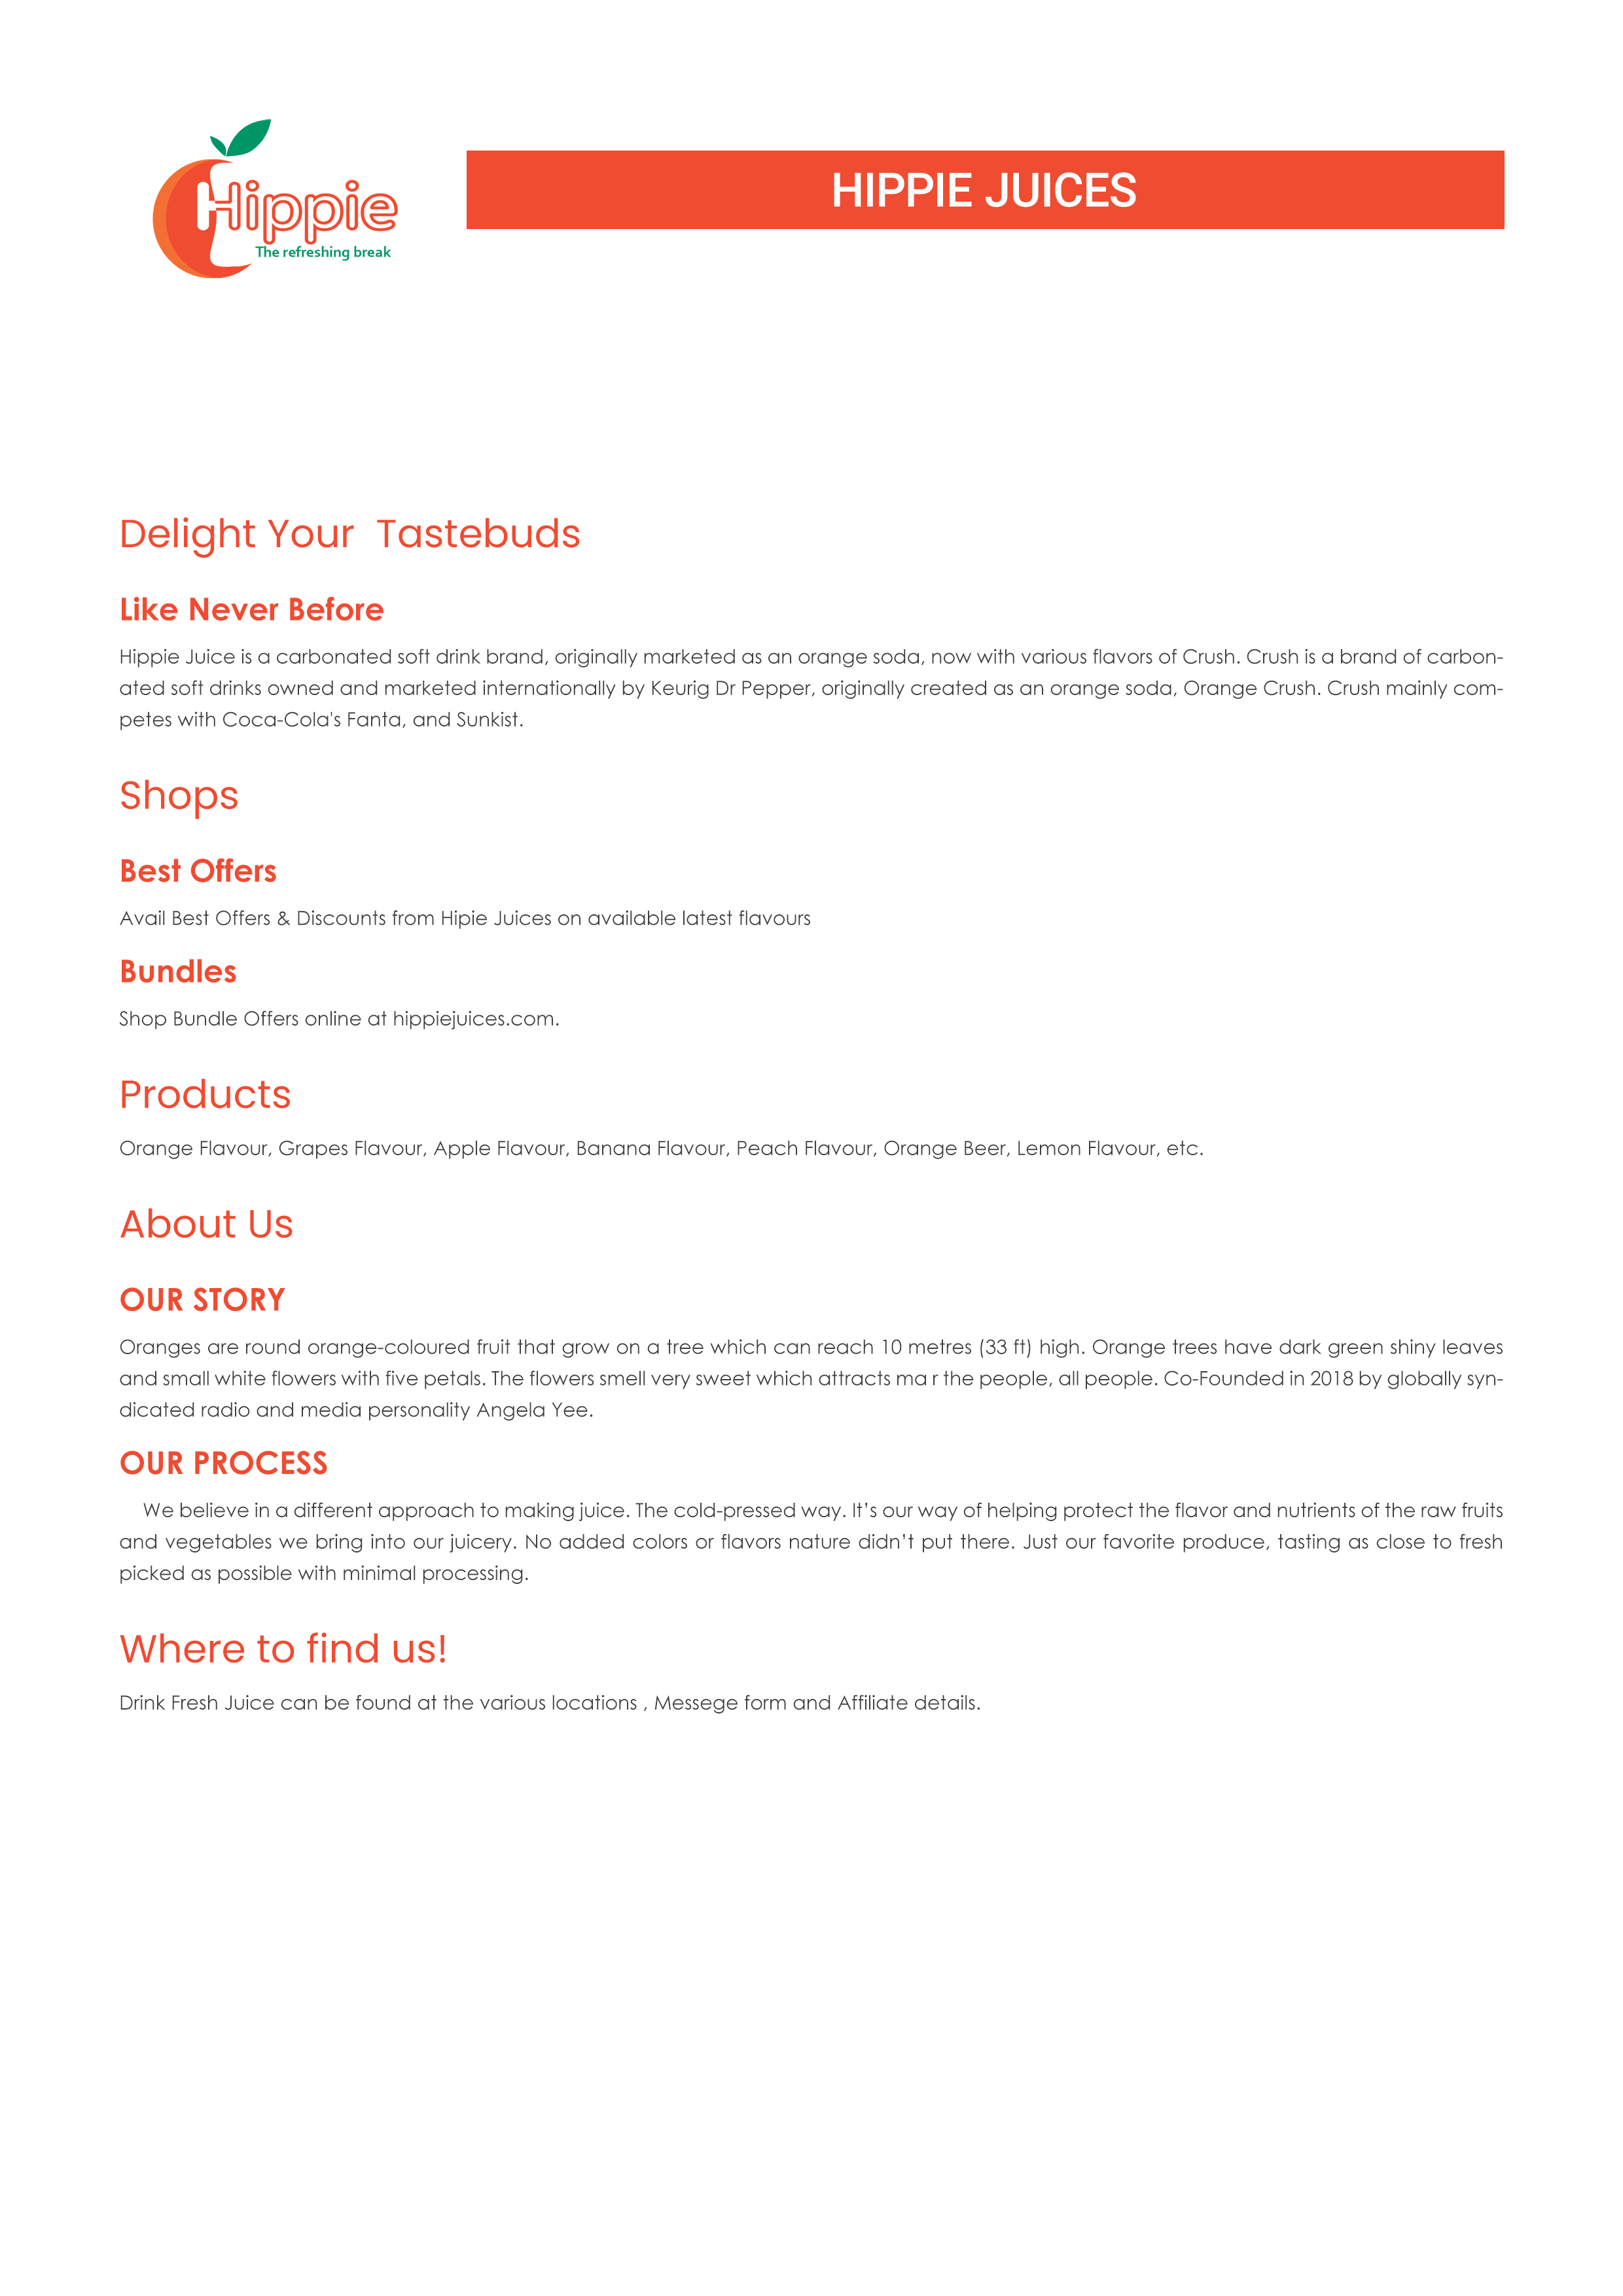 Hippie
The refreshing break
HIPPIE JUICES
Delight Your  Tastebuds
Like Never Before
Hippie Juice is a carbonated soft drink brand, originally marketed as an orange soda, now with various flavors of Crush. Crush is a brand of carbon-
ated soft drinks owned and marketed internationally by Keurig Dr Pepper, originally created as an orange soda, Orange Crush. Crush mainly com-
petes with Coca-Cola's Fanta, and Sunkist.
Shops
Best Offers
Avail Best Offers & Discounts from Hipie Juices on available latest flavours
Bundles
Shop Bundle Offers online at hippiejuices.com.
Products
Orange Flavour, Grapes Flavour, Apple Flavour, Banana Flavour, Peach Flavour, Orange Beer, Lemon Flavour, etc.
About Us
OUR STORY
Oranges are round orange-coloured fruit that grow on a tree which can reach 10 metres (33 ft) high. Orange trees have dark green shiny leaves
and small white flowers with five petals. The flowers smell very sweet which attracts ma r the people, all people. Co-Founded in 2018 by globally syn-
dicated radio and media personality Angela Yee.
OUR PROCESS
We believe in a different approach to making juice. The cold-pressed way. It’s our way of helping protect the flavor and nutrients of the raw fruits
and vegetables we bring into our juicery. No added colors or flavors nature didn’t put there. Just our favorite produce, tasting as close to fresh
picked as possible with minimal processing.
Where to find us!
Drink Fresh Juice can be found at the various locations , Messege form and Affiliate details.